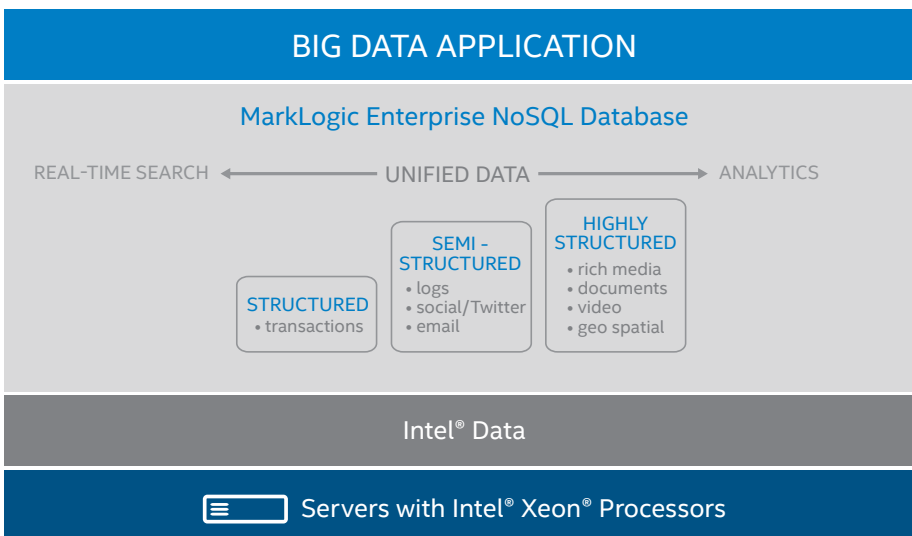 BIG DATA APPLICATION
MarkLogic Enterprise NoSQL Database
REAL-TIME SEARCH UNIFIED DATA ANALYTICS
STRUCTURED
• transactions
SEMI -
STRUCTURED
• logs
• social/Twitter
• email
HIGHLY
STRUCTURED
• rich media
• documents
• video
• geo spatial
Intel® Data
Servers with Intel® Xeon® Processors